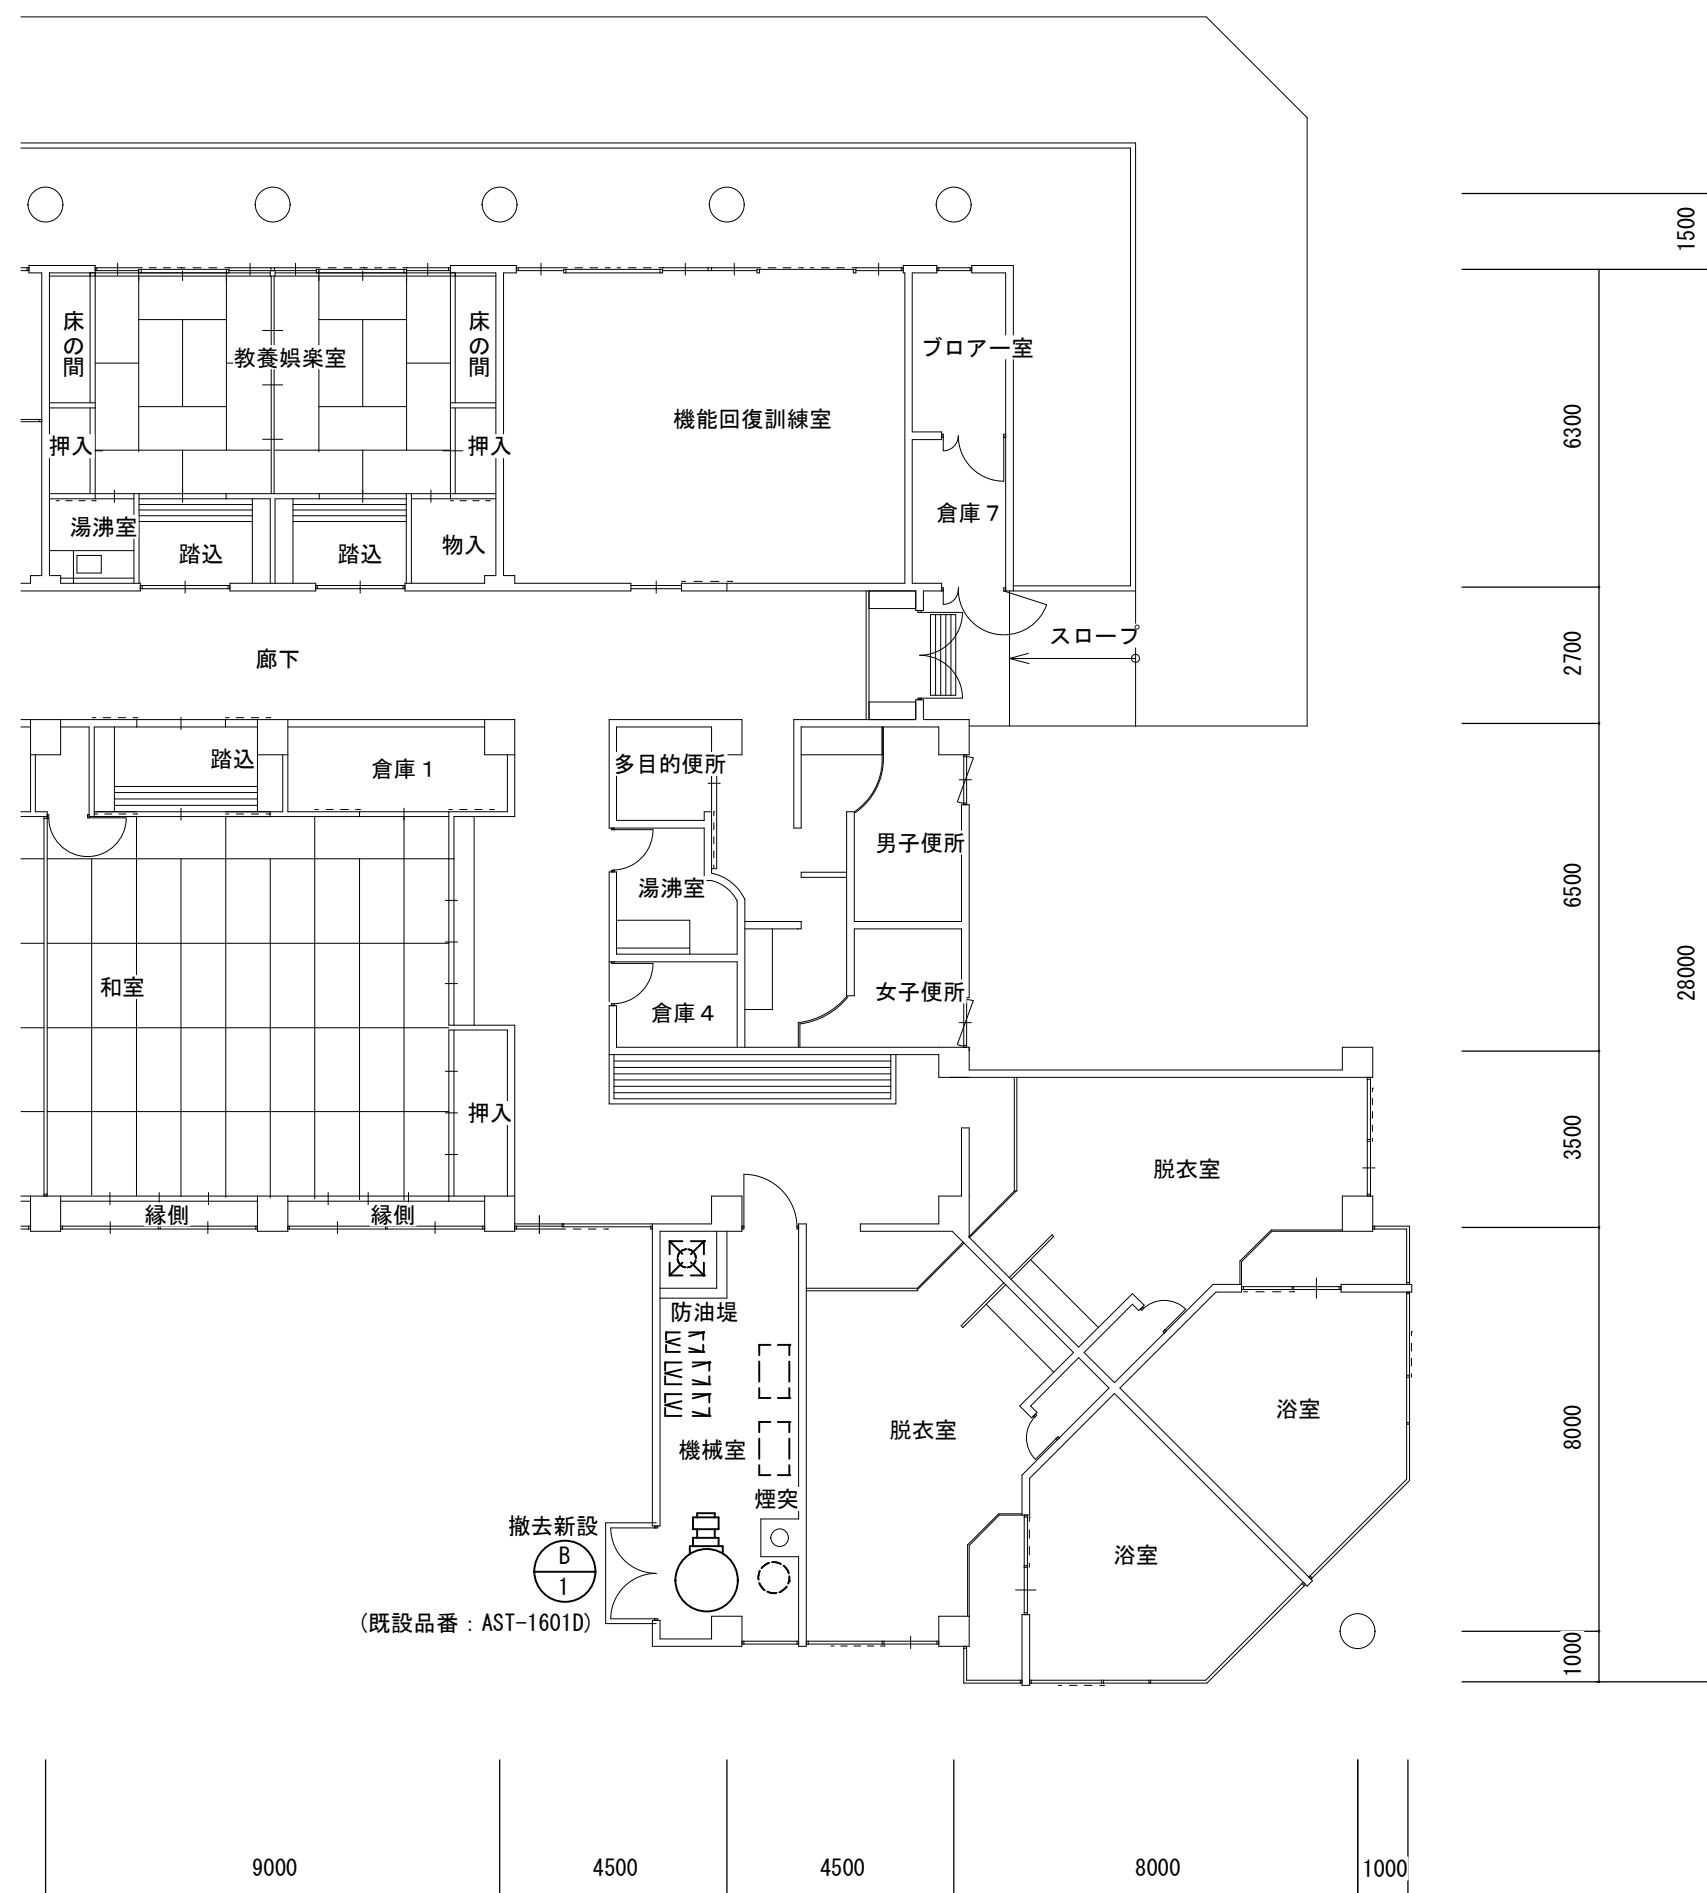 1500
床の間
教養娯楽室
床の間
ブロアー室
機能回復訓練室
6300
押入
押入
湯沸室
踏込
踏込
物入
倉庫7
スロープ
廊下
2700
踏込
倉庫1
多目的便所
男子便所
湯沸室
6500
和室
倉庫4
女子便所
28000
押入
脱衣室
3500
縁側
縁側
防油堤
浴室
脱衣室
8000
機械室
煙突
撤去新設
B
1
浴室
(既設品番：AST-1601D)
1000
9000
4500
4500
8000
1000